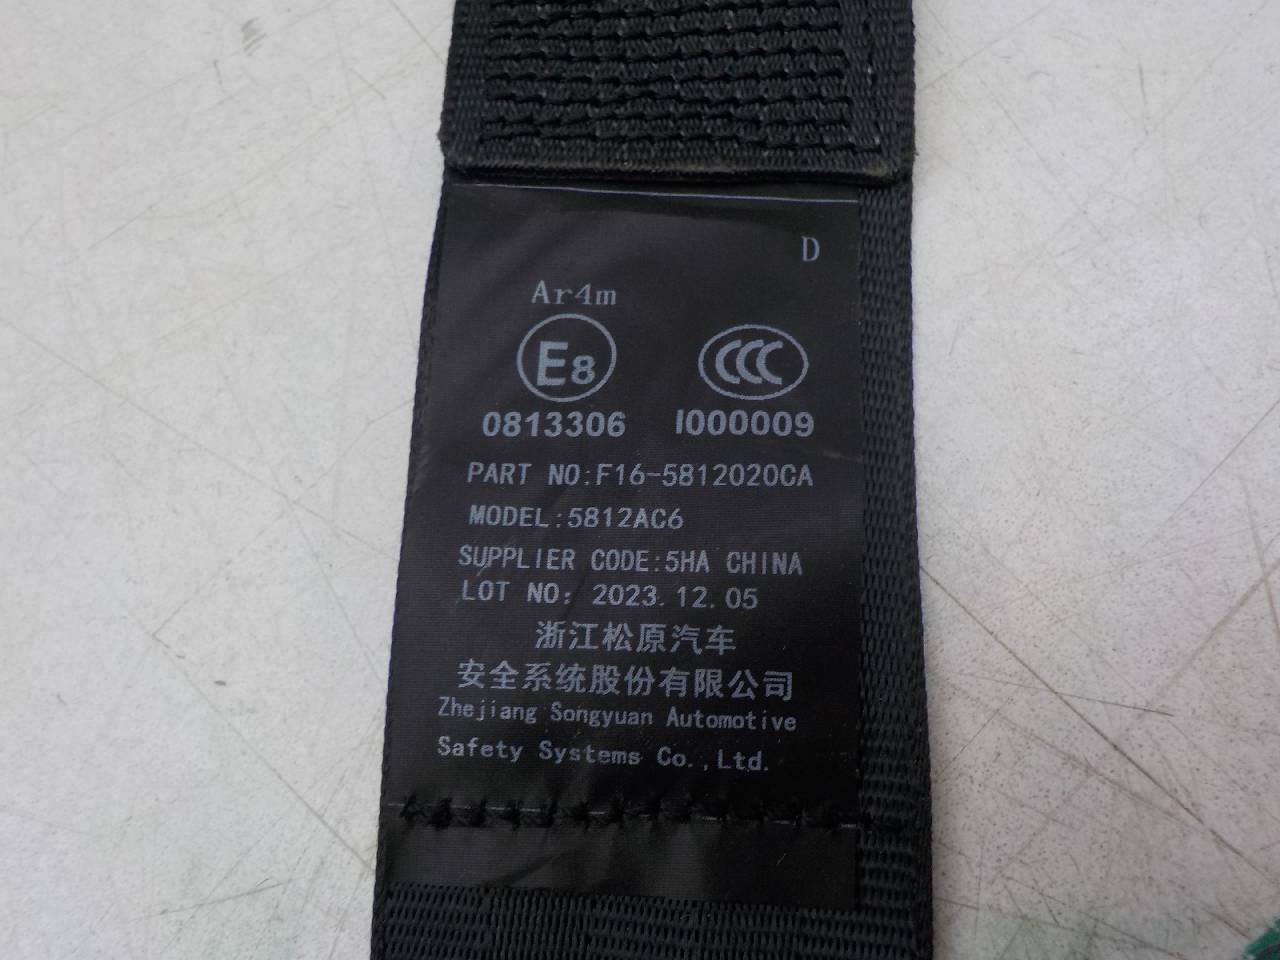 D
Ar4m
E8 CCC
0813306 I000009
PART NO:F16-5812020CA
MODEL:5812AC6
SUPPLIER CODE:5HA CHINA
LOT NO: 2023.12.05
浙江松原汽车
安全系统股份有限公司
Zhejiang Songyuan Automotive
Safety Systems Co.,Ltd.